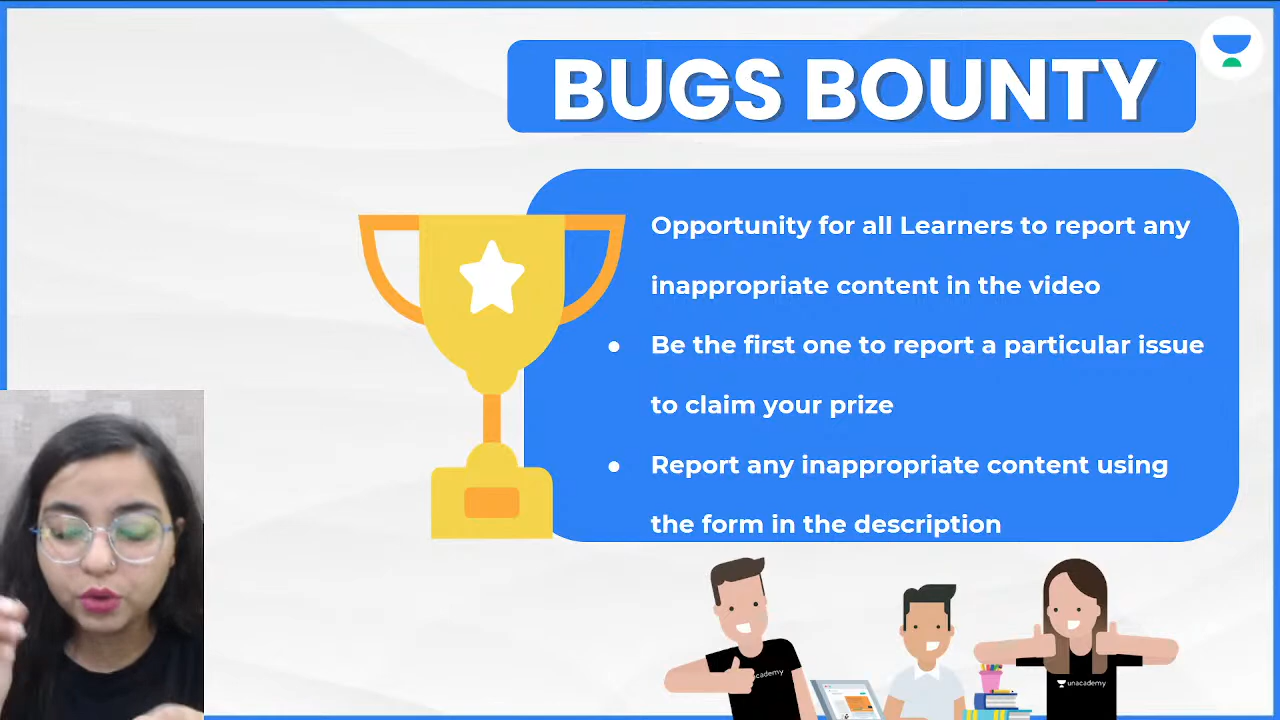 BUGS BOUNTY
Opportunity for all Learners to report any
inappropriate content in the video
● Be the first one to report a particular issue
to claim your prize
● Report any inappropriate content using
the form in the description
unacademy